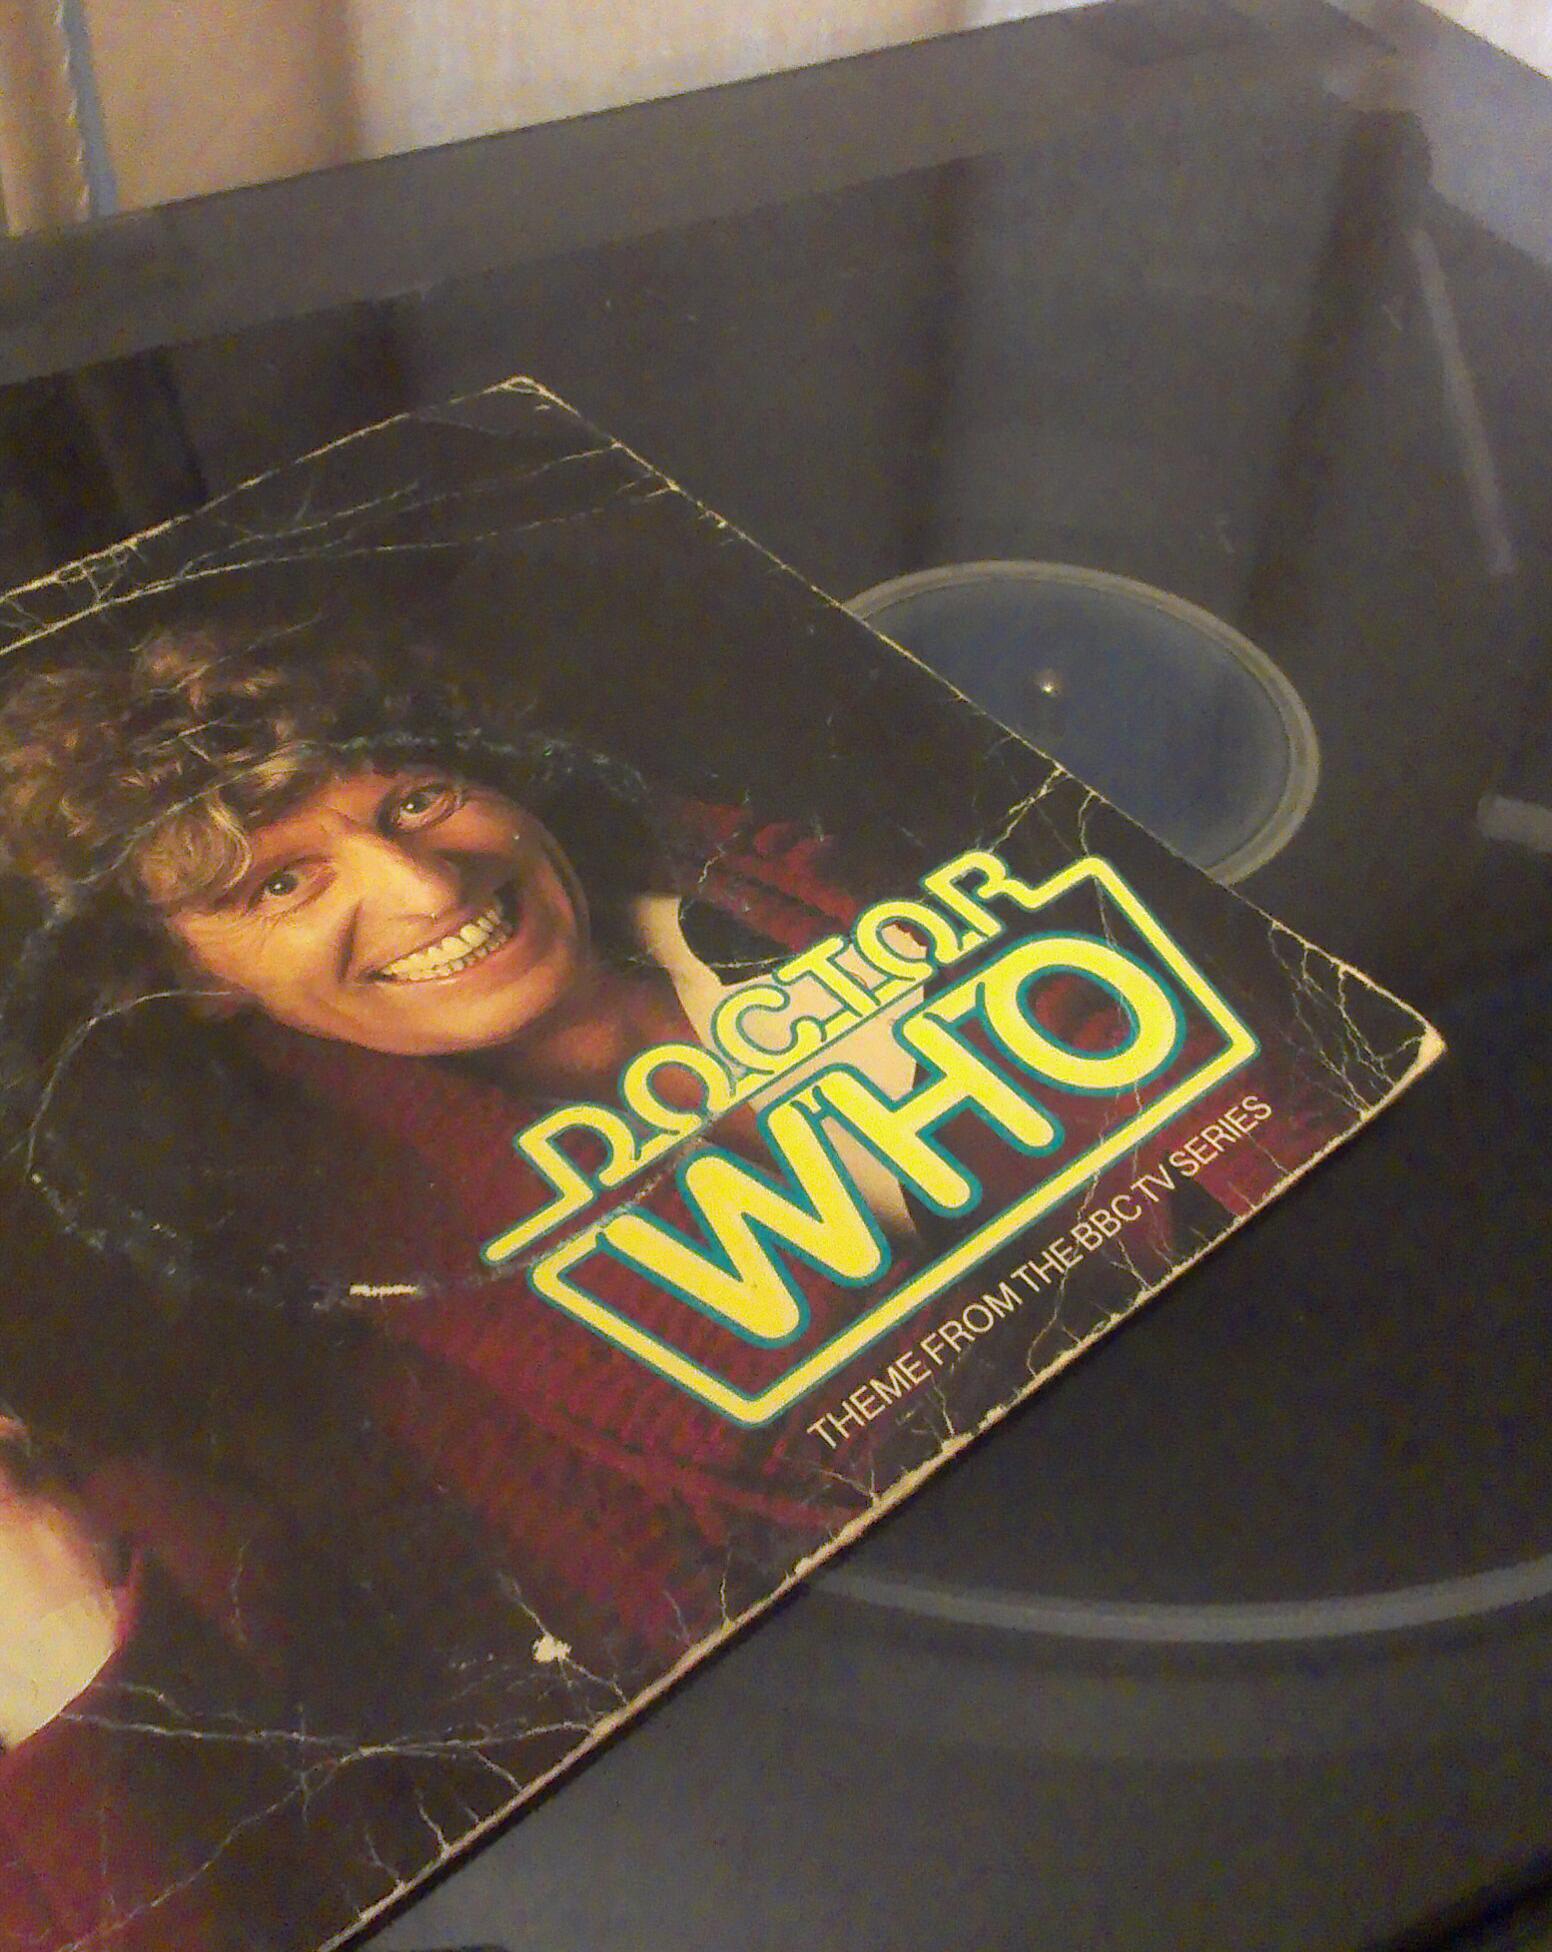 DOCTOR
WHO
THEME FROM THE BBC TV SERIES